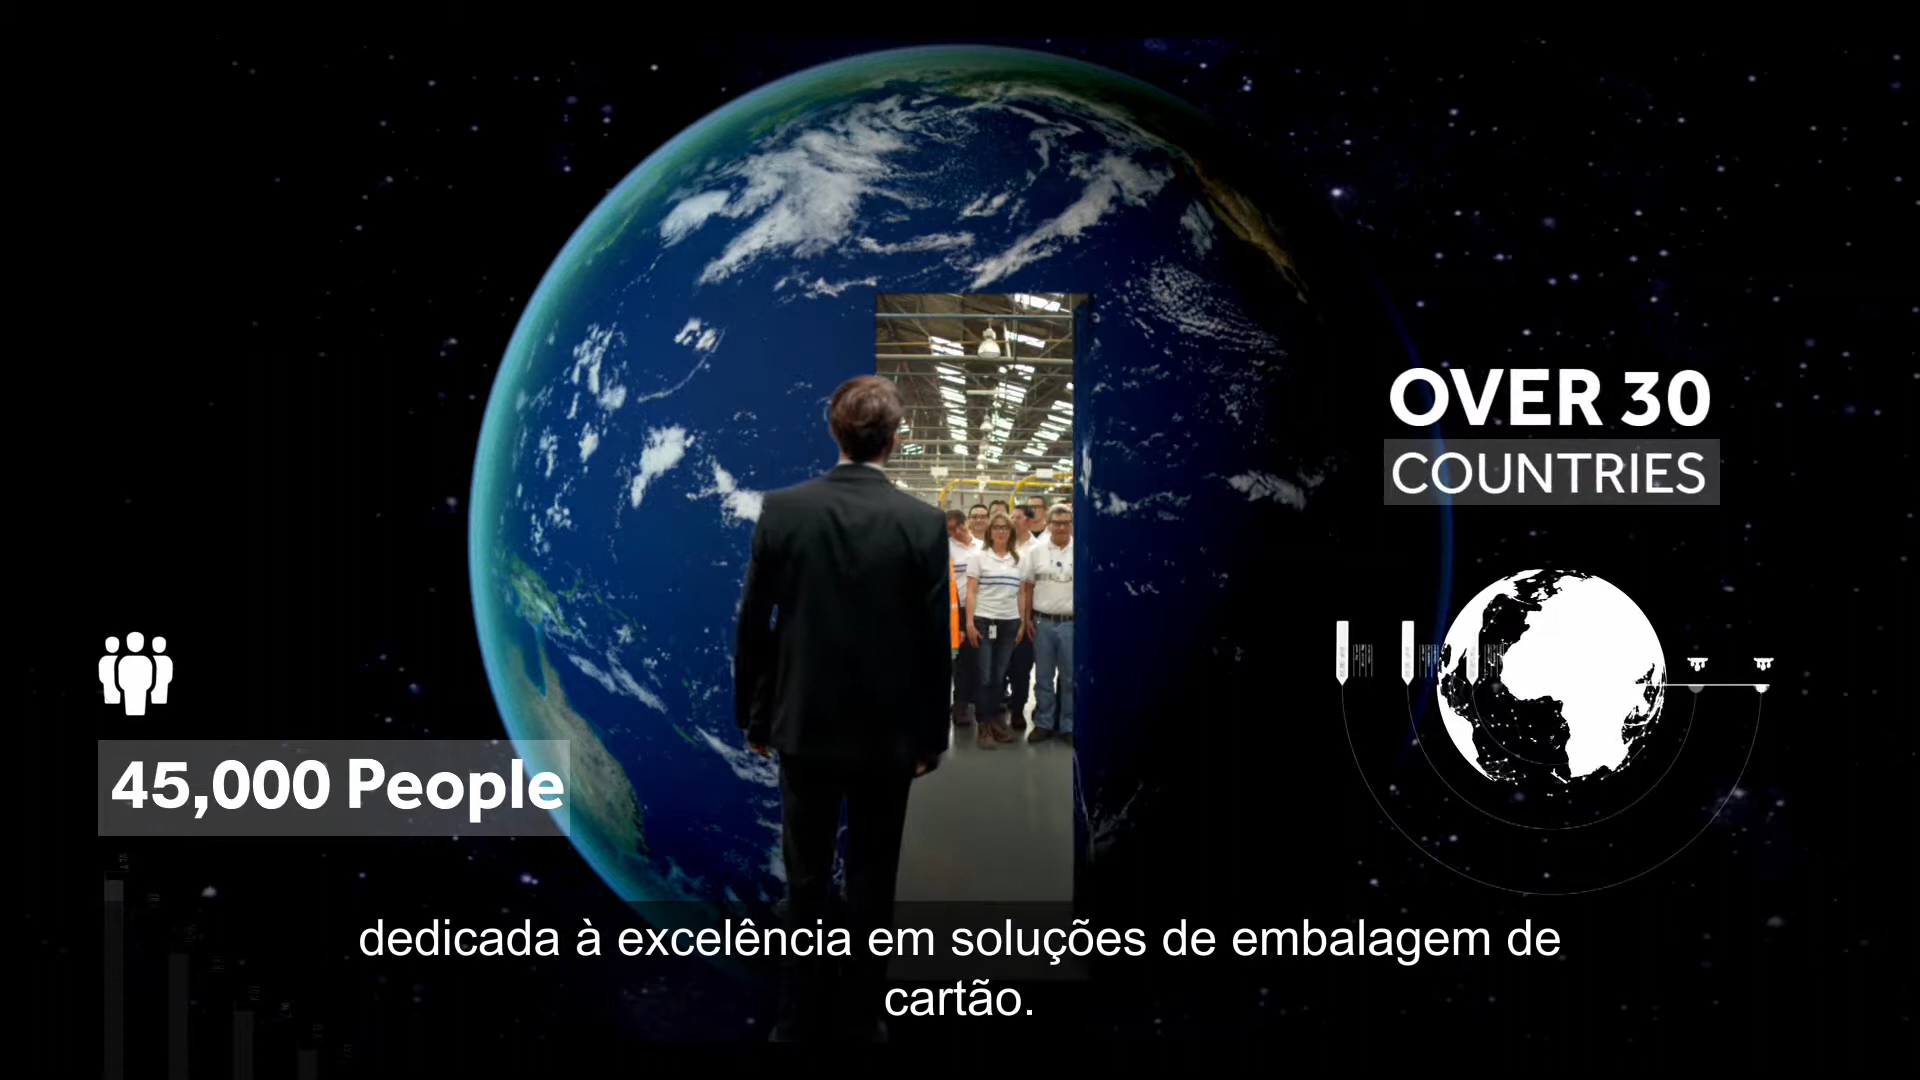 OVER 30
COUNTRIES
45,000 People
dedicada à excelência em soluções de embalagem de
cartão.